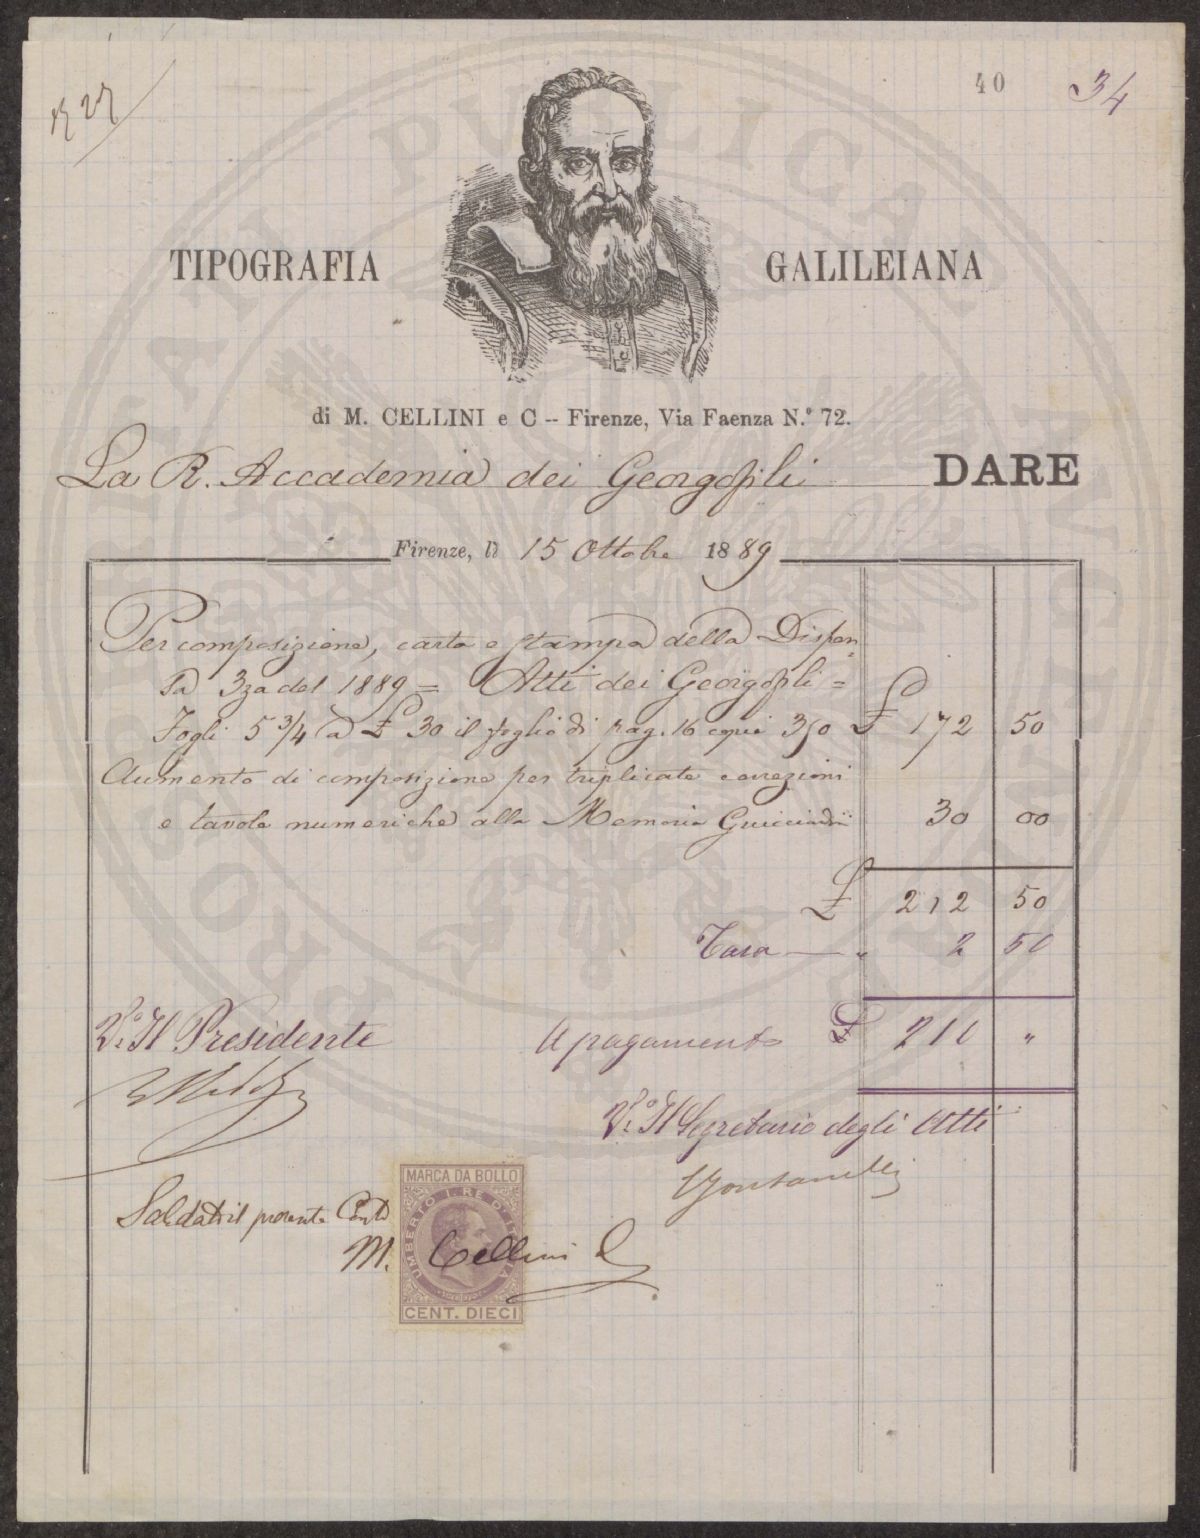 40
34
TIPOGRAFIA GALILEIANA
di M. CELLINI e C -- Firenze, Via Faenza N.° 72.
La R. Accademia dei Georgofili DARE
Firenze, lì 15 Ottobre 1889
Per composizione, carta e stampa della Dispen
sa 3za del 1889 = Atti dei Georgofili =
Fogli 5 3/4 a £ 30 il foglio di pag. 16 copie 350 £ 172 50
Aumento di composizione per triplicate correzioni
e tavole numeriche alla Memoria 30 00
£ 212 50
Tara — „ 2 50
V.° Il Presidente A pagamento £ 210 „
V.° Il Segretario degli Atti
MARCA DA BOLLO
UMBERTO I. RE D'ITALIA
Saldato il presente Conto
M. Cellini
CENT. DIECI